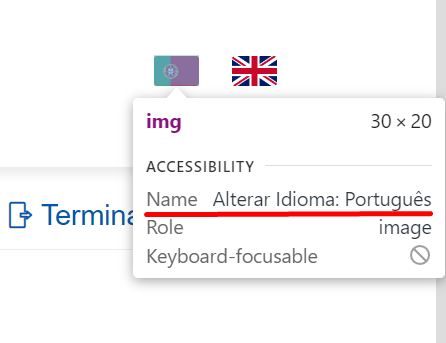 img 30 × 20
ACCESSIBILITY
Name Alterar Idioma: Português
Termina
Role image
Keyboard-focusable